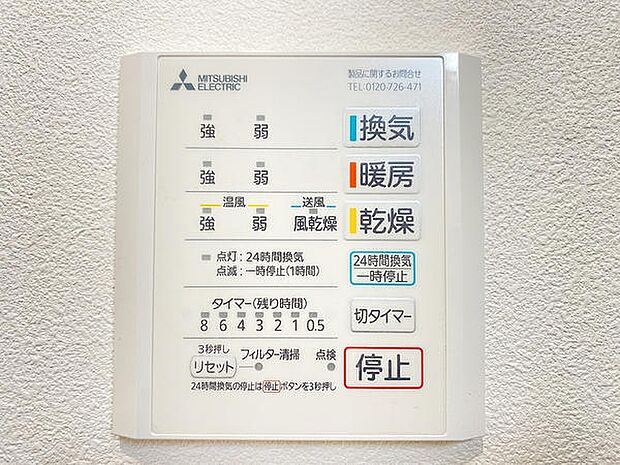 MITSUBISHI
ELECTRIC
製品に関するお問合せ
TEL:0120-726-471
強 弱 換気
強 弱 暖房
温風 送風
強 弱 風乾燥 乾燥
点灯:24時間換気
点滅:一時停止(1時間)
24時間換気
一時停止
タイマー(残り時間)
8 6 4 3 2 1 0.5
切タイマー
3秒押し
リセット フィルター清掃 点検
停止
24時間換気の停止は停止ボタンを3秒押し